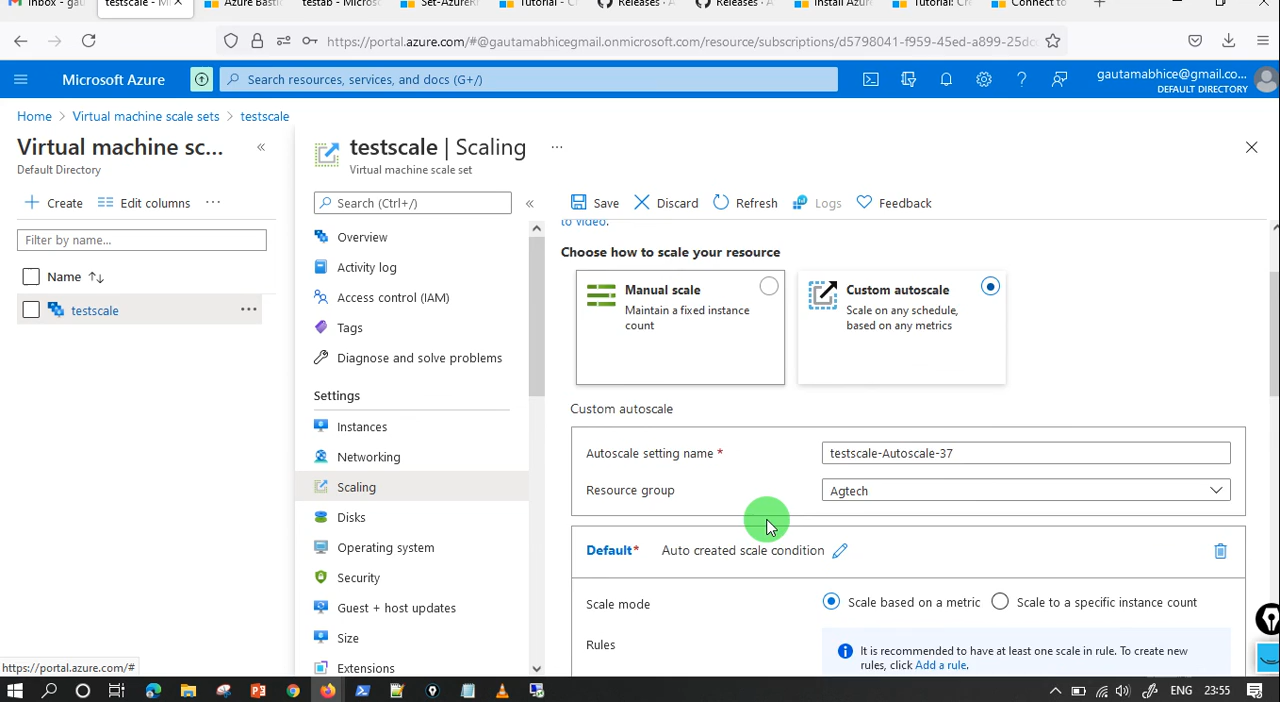 Inbox - gau
testscale - Mi
Azure Basti
testab - Micros
Set-AzureR
Tutorial - C
Releases · A
Releases · A
Install Azure
Tutorial: Cre
Connect to
https://portal.azure.com/#@gautamabhicegmail.onmicrosoft.com/resource/subscriptions/d5798041-f959-45ed-a899-25dc
Microsoft Azure
Search resources, services, and docs (G+/)
gautamabhice@gmail.co...
DEFAULT DIRECTORY
Home > Virtual machine scale sets > testscale
Virtual machine sc...
Default Directory
+ Create
Edit columns
...
Filter by name...
Name ↑↓
testscale
...
testscale | Scaling
...
Virtual machine scale set
Search (Ctrl+/)
Save
Discard
Refresh
Logs
Feedback
Overview
Activity log
Access control (IAM)
Tags
Diagnose and solve problems
Settings
Instances
Networking
Scaling
Disks
Operating system
Security
Guest + host updates
Size
Extensions
to video.
Choose how to scale your resource
Manual scale
Maintain a fixed instance
count
Custom autoscale
Scale on any schedule,
based on any metrics
Custom autoscale
Autoscale setting name *
testscale-Autoscale-37
Resource group
Agtech
Default*
Auto created scale condition
Scale mode
Scale based on a metric
Scale to a specific instance count
Rules
It is recommended to have at least one scale in rule. To create new
rules, click Add a rule.
https://portal.azure.com/#
ENG
23:55